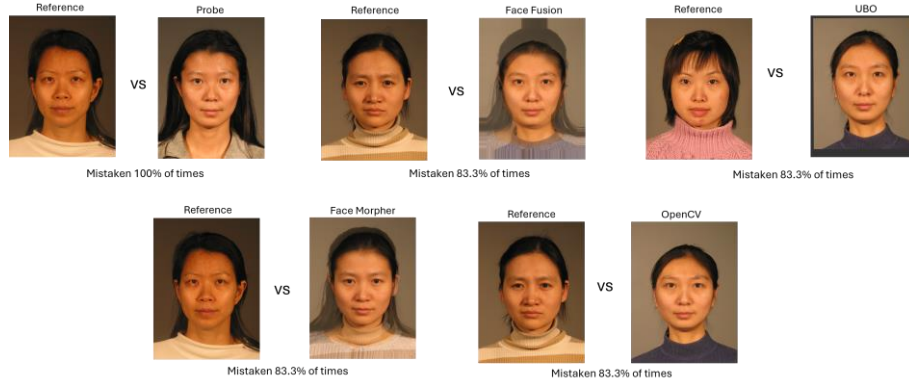 Reference
Probe
VS
Mistaken 100% of times
Reference
Face Fusion
VS
Mistaken 83.3% of times
Reference
UBO
VS
Mistaken 83.3% of times
Reference
Face Morpher
VS
Mistaken 83.3% of times
Reference
OpenCV
VS
Mistaken 83.3% of times